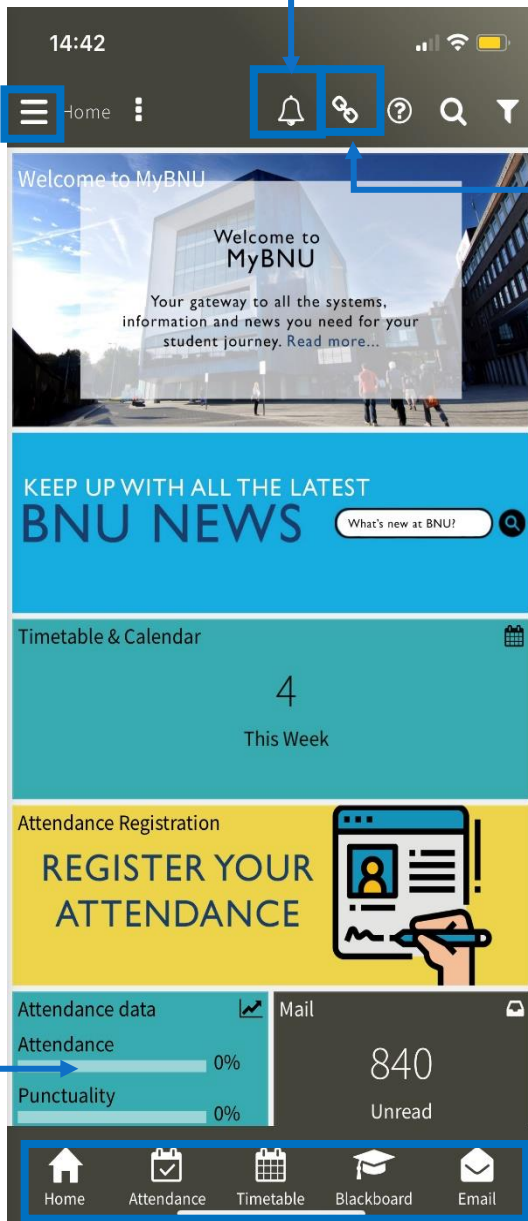 14:42
Home
Welcome to MyBNU
Welcome to
MyBNU
Your gateway to all the systems,
information and news you need for your
student journey. Read more...
KEEP UP WITH ALL THE LATEST
BNU NEWS
What's new at BNU?
Timetable & Calendar
4
This Week
Attendance Registration
REGISTER YOUR
ATTENDANCE
Attendance data
Attendance
0%
Punctuality
0%
Mail
840
Unread
Home Attendance Timetable Blackboard Email